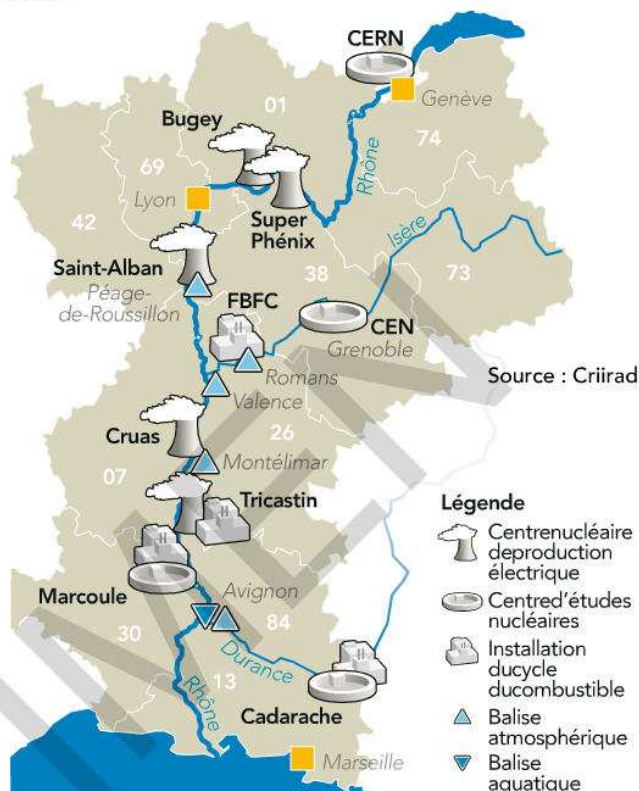 CERN
Genève
01
74
Bugey
Rhône
69
Lyon
Super
Phénix
42
Isère
Saint-Alban
38
73
Péage-
de-Roussillon
FBFC
CEN
Grenoble
Romans
Valence
Source : Criirad
Cruas
26
Montélimar
07
Tricastin
Légende
Centrenucléaire
deproduction
électrique
Marcoule
Avignon
Centred'études
nucléaires
30
84
Durance
Installation
ducycle
ducombustible
Rhône
13
Cadarache
Balise
atmosphérique
Marseille
Balise
aquatique